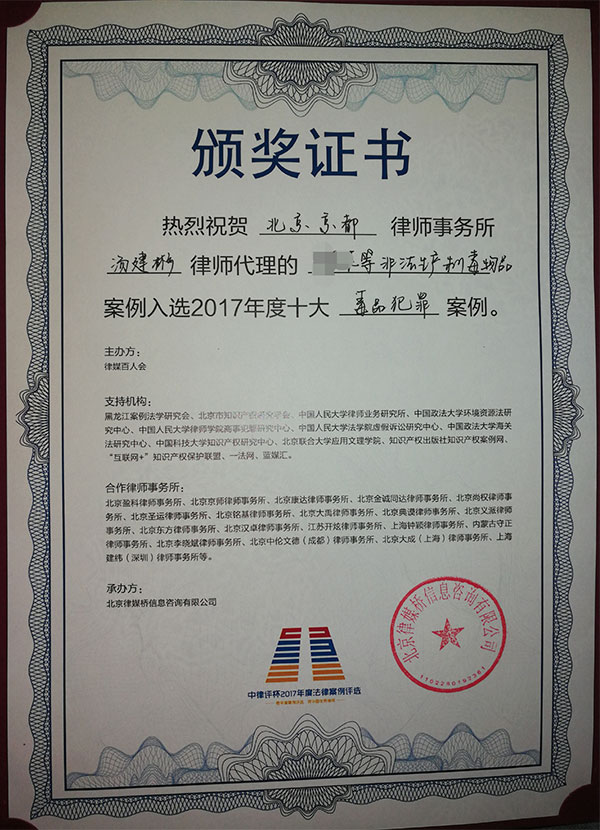 颁奖证书
热烈祝贺 北京京都 律师事务所
汤建彬 律师代理的 等非法生产制毒物品
案例入选2017年度十大 毒品犯罪 案例。
主办方：
律媒百人会
支持机构：
黑龙江案例法学研究会、北京市知识产权 、中国人民大学律师业务研究所、中国政法大学环境资源法研
究中心、中国人民大学律师学院商事犯罪研究中心、中国人民大学法学院虚假诉讼研究中心、中国政法大学海关
法研究中心、中国科技大学知识产权研究中心、北京联合大学应用文理学院、知识产权出版社知识产权案例网、
“互联网+”知识产权保护联盟、一法网、蓝媒汇。
合作律师事务所：
北京盈科律师事务所、北京京师律师事务所、北京康达律师事务所、北京金诚同达律师事务所、北京尚权律师事
务所、北京圣运律师事务所、北京铭基律师事务所、北京大禹律师事务所、北京典谟律师事务所、北京义派律师
事务所、北京东方律师事务所、北京汉卓律师事务所、江苏开炫律师事务所、上海钟颖律师事务所、内蒙古守正
律师事务所、北京李晓斌律师事务所、北京中伦文德（成都）律师事务所、北京大成（上海）律师事务所、上海
建纬（深圳）律师事务所等。
承办方：
北京律媒桥信息咨询有限公司
北京律媒桥信息咨询有限公司
1102240192361
中律评杯2017年度法律案例评选